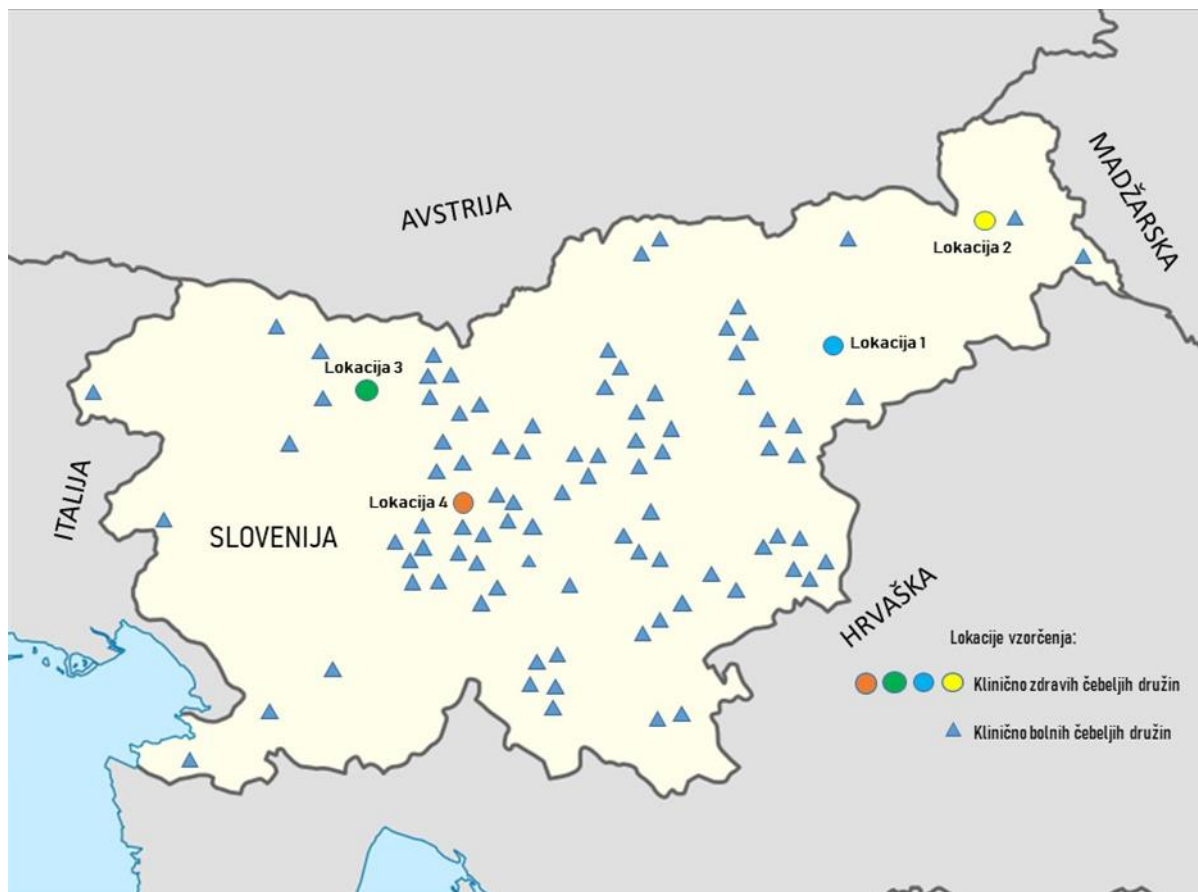 AVSTRIJA
MADŽARSKA
Lokacija 2
Lokacija 1
Lokacija 3
ITALIJA
Lokacija 4
SLOVENIJA
HRVAŠKA
Lokacije vzorčenja:
Klinično zdravih čebeljih družin
Klinično bolnih čebeljih družin